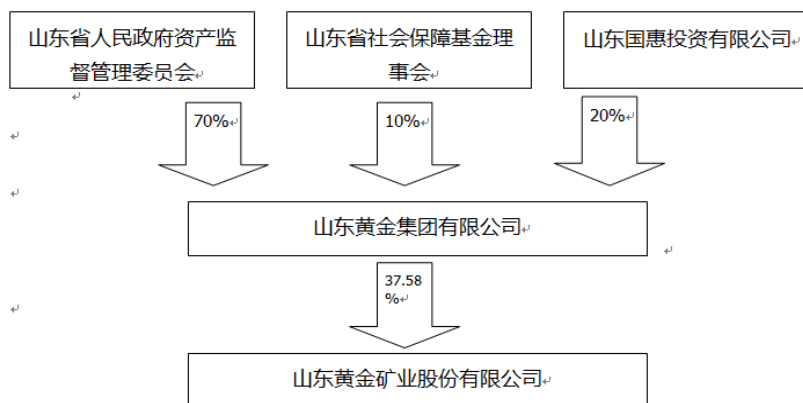 山东省人民政府资产监
督管理委员会
山东省社会保障基金理
事会
山东国惠投资有限公司
70%
10%
20%
山东黄金集团有限公司
37.58
%
山东黄金矿业股份有限公司